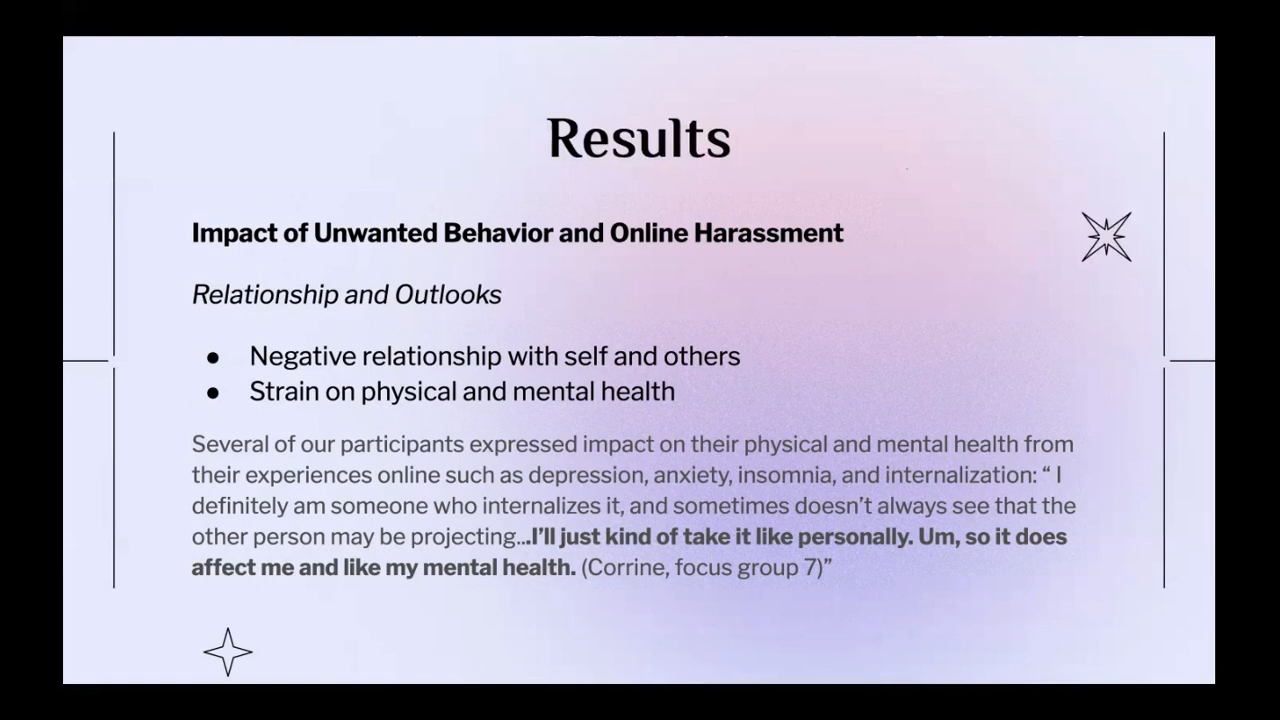 Results
Impact of Unwanted Behavior and Online Harassment
Relationship and Outlooks
● Negative relationship with self and others
● Strain on physical and mental health
Several of our participants expressed impact on their physical and mental health from
their experiences online such as depression, anxiety, insomnia, and internalization: “ I
definitely am someone who internalizes it, and sometimes doesn’t always see that the
other person may be projecting...I’ll just kind of take it like personally. Um, so it does
affect me and like my mental health. (Corrine, focus group 7)”